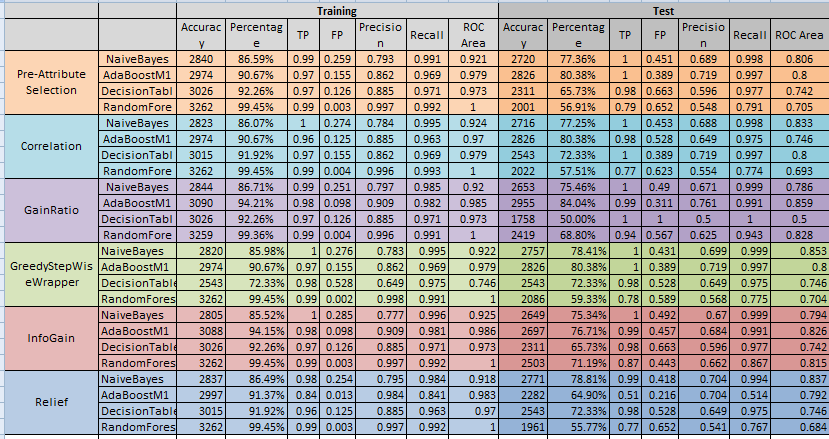 Training Test
Accurac y Percentag e TP FP Precisio n Recall ROC Area Accurac y Percentag e TP FP Precisio n Recall ROC Area
Pre-Attribute Selection
NaiveBayes 2840 86.59% 0.99 0.259 0.793 0.991 0.921 2720 77.36% 1 0.451 0.689 0.998 0.806
AdaBoostM1 2974 90.67% 0.97 0.155 0.862 0.969 0.979 2826 80.38% 1 0.389 0.719 0.997 0.8
DecisionTabl 3026 92.26% 0.97 0.126 0.885 0.971 0.973 2311 65.73% 0.98 0.663 0.596 0.977 0.742
RandomFore 3262 99.45% 0.99 0.003 0.997 0.992 1 2001 56.91% 0.79 0.652 0.548 0.791 0.705
Correlation
NaiveBayes 2823 86.07% 1 0.274 0.784 0.995 0.924 2716 77.25% 1 0.453 0.688 0.998 0.833
AdaBoostM1 2974 90.67% 0.96 0.125 0.885 0.963 0.97 2826 80.38% 0.98 0.528 0.649 0.975 0.746
DecisionTabl 3015 91.92% 0.97 0.155 0.862 0.969 0.979 2543 72.33% 1 0.389 0.719 0.997 0.8
RandomFore 3262 99.45% 0.99 0.004 0.996 0.993 1 2022 57.51% 0.77 0.623 0.554 0.774 0.693
GainRatio
NaiveBayes 2844 86.71% 0.99 0.251 0.797 0.985 0.92 2653 75.46% 1 0.49 0.671 0.999 0.786
AdaBoostM1 3090 94.21% 0.98 0.098 0.909 0.982 0.985 2955 84.04% 0.99 0.311 0.761 0.991 0.859
DecisionTabl 3026 92.26% 0.97 0.126 0.885 0.971 0.973 1758 50.00% 1 1 0.5 1 0.5
RandomFore 3259 99.36% 0.99 0.004 0.996 0.991 1 2419 68.80% 0.94 0.567 0.625 0.943 0.828
GreedyStepWis eWrapper
NaiveBayes 2820 85.98% 1 0.276 0.783 0.995 0.922 2757 78.41% 1 0.431 0.699 0.999 0.853
AdaBoostM1 2974 90.67% 0.97 0.155 0.862 0.969 0.979 2826 80.38% 1 0.389 0.719 0.997 0.8
DecisionTable 2543 72.33% 0.98 0.528 0.649 0.975 0.746 2543 72.33% 0.98 0.528 0.649 0.975 0.746
RandomFores 3262 99.45% 0.99 0.002 0.998 0.991 1 2086 59.33% 0.78 0.589 0.568 0.775 0.704
InfoGain
NaiveBayes 2805 85.52% 1 0.285 0.777 0.996 0.925 2649 75.34% 1 0.492 0.67 0.999 0.794
AdaBoostM1 3088 94.15% 0.98 0.098 0.909 0.981 0.986 2697 76.71% 0.99 0.457 0.684 0.991 0.826
DecisionTable 3026 92.26% 0.97 0.126 0.885 0.971 0.973 2311 65.73% 0.98 0.663 0.596 0.977 0.742
RandomFores 3262 99.45% 0.99 0.003 0.997 0.992 1 2503 71.19% 0.87 0.443 0.662 0.867 0.815
Relief
NaiveBayes 2837 86.49% 0.98 0.254 0.795 0.984 0.918 2771 78.81% 0.99 0.418 0.704 0.994 0.837
AdaBoostM1 2997 91.37% 0.84 0.013 0.984 0.841 0.983 2282 64.90% 0.51 0.216 0.704 0.514 0.792
DecisionTable 3015 91.92% 0.96 0.125 0.885 0.963 0.97 2543 72.33% 0.98 0.528 0.649 0.975 0.746
RandomFores 3262 99.45% 0.99 0.003 0.997 0.992 1 1961 55.77% 0.77 0.652 0.541 0.767 0.684